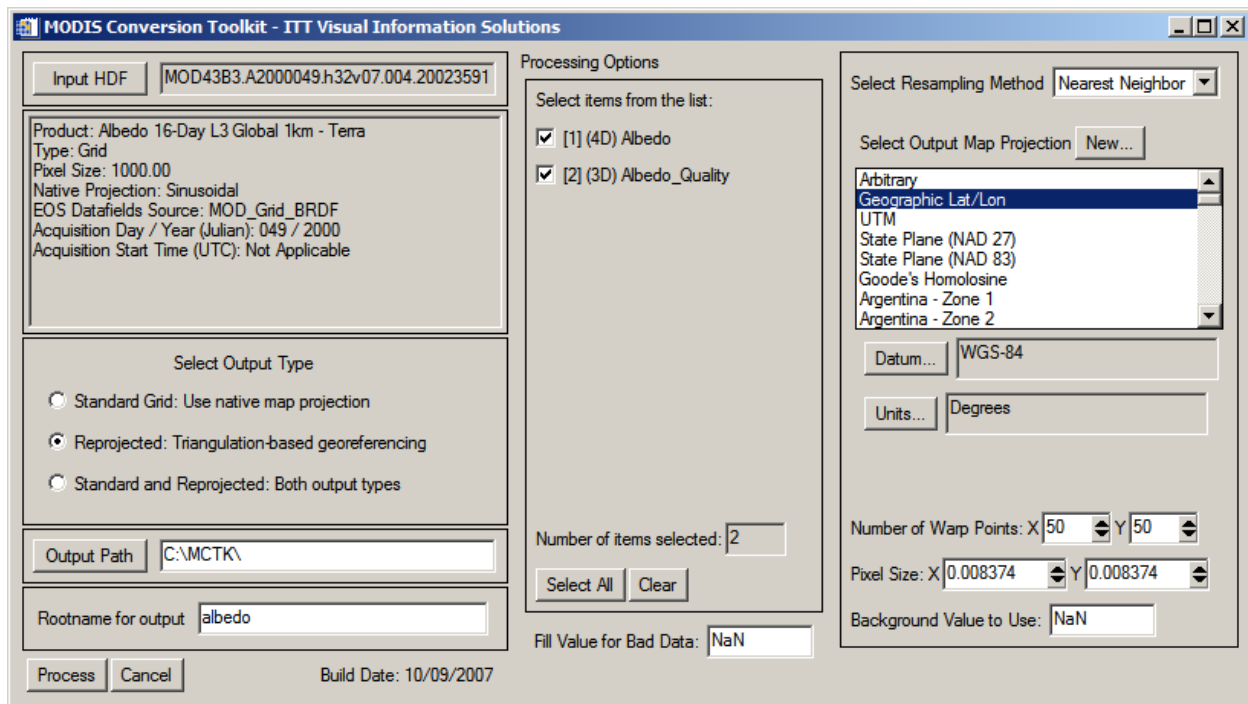 MODIS Conversion Toolkit - ITT Visual Information Solutions
Input HDF MOD43B3.A2000049.h32v07.004.20023591
Product: Albedo 16-Day L3 Global 1km - Terra
Type: Grid
Pixel Size: 1000.00
Native Projection: Sinusoidal
EOS Datafields Source: MOD_Grid_BRDF
Acquisition Day / Year (Julian): 049 / 2000
Acquisition Start Time (UTC): Not Applicable
Select Output Type
Standard Grid: Use native map projection
Reprojected: Triangulation-based georeferencing
Standard and Reprojected: Both output types
Output Path C:\MCTK\
Rootname for output albedo
Process Cancel Build Date: 10/09/2007
Processing Options
Select items from the list:
[1] (4D) Albedo
[2] (3D) Albedo_Quality
Number of items selected: 2
Select All Clear
Fill Value for Bad Data: NaN
Select Resampling Method Nearest Neighbor
Select Output Map Projection New...
Arbitrary
Geographic Lat/Lon
UTM
State Plane (NAD 27)
State Plane (NAD 83)
Goode's Homolosine
Argentina - Zone 1
Argentina - Zone 2
Datum... WGS-84
Units... Degrees
Number of Warp Points: X 50 Y 50
Pixel Size: X 0.008374 Y 0.008374
Background Value to Use: NaN